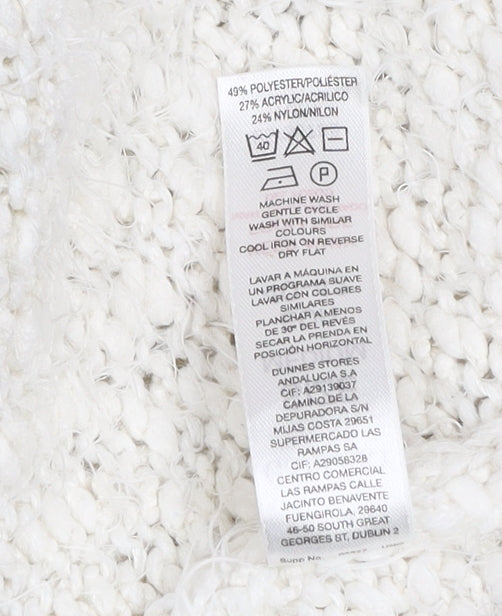 49% POLYESTER/POLIÉSTER
27% ACRYLIC/ACRILICO
24% NYLON/NILON
40
P
MACHINE WASH
GENTLE CYCLE
WASH WITH SIMILAR
COLOURS
COOL IRON ON REVERSE
DRY FLAT
LAVAR A MÁQUINA EN
UN PROGRAMA SUAVE
LAVAR CON COLORES
SIMILARES
PLANCHAR A MENOS
DE 30º DEL REVÉS
SECAR LA PRENDA EN
POSICIÓN HORIZONTAL
DUNNES STORES
ANDALUCIA S.A
CIF: A29139037
CAMINO DE LA
DEPURADORA S/N
MIJAS COSTA 29651
SUPERMERCADO LAS
RAMPAS SA
CIF: A29058328
CENTRO COMERCIAL
LAS RAMPAS CALLE
JACINTO BENAVENTE
FUENGIROLA, 29640
46-50 SOUTH GREAT
GEORGES ST, DUBLIN 2
Supp No.